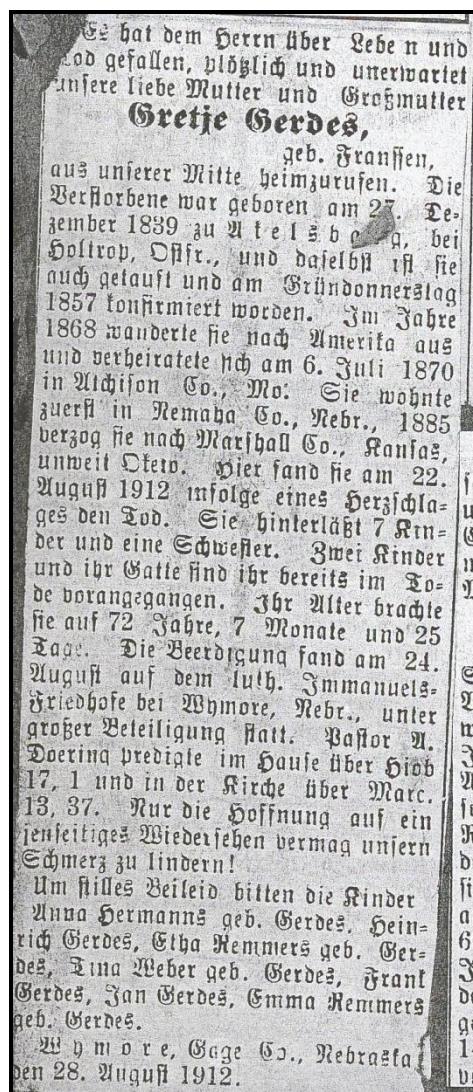 Es hat dem Herrn über Leben und
Tod gefallen, plötzlich und unerwartet
unsere liebe Mutter und Großmutter
Gretje Gerdes,
geb. Franssen,
aus unserer Mitte heimzurufen. Die
Verstorbene war geboren am 27. De-
zember 1839 zu bei
Holtrop, Ostfr., und daselbst ist sie
auch getauft und am Gründonnerstag
1857 konfirmiert worden. Im Jahre
1868 wanderte sie nach Amerika aus
und verheiratete sich am 6. Juli 1870
in Atchison Co., Mo. Sie wohnte
zuerst in Nemaha Co., Nebr., 1885
verzog sie nach Marshall Co., Kansas,
unweit Oketo. Hier fand sie am 22.
August 1912 infolge eines Herzschla-
ges den Tod. Sie hinterläßt 7 Kin-
der und eine Schwester. Zwei Kinder
und ihr Gatte sind ihr bereits im To-
de vorangegangen. Ihr Alter brachte
sie auf 72 Jahre, 7 Monate und 25
Tage. Die Beerdigung fand am 24.
August auf dem luth. Immanuels-
Friedhofe bei Wymore, Nebr., unter
großer Beteiligung statt. Pastor A.
Doering predigte im Hause über Hiob
17, 1 und in der Kirche über Marc.
13, 37. Nur die Hoffnung auf ein
jenseitiges Wiedersehen vermag unsern
Schmerz zu lindern!
Um stilles Beileid bitten die Kinder
Anna Hermanns geb. Gerdes, Hein-
rich Gerdes, Etha Remmers geb. Ger-
des, Tina Weber geb. Gerdes, Frank
Gerdes, Jan Gerdes, Emma Remmers
geb. Gerdes.
Wymore, Gage Co., Nebraska
den 28. August 1912.